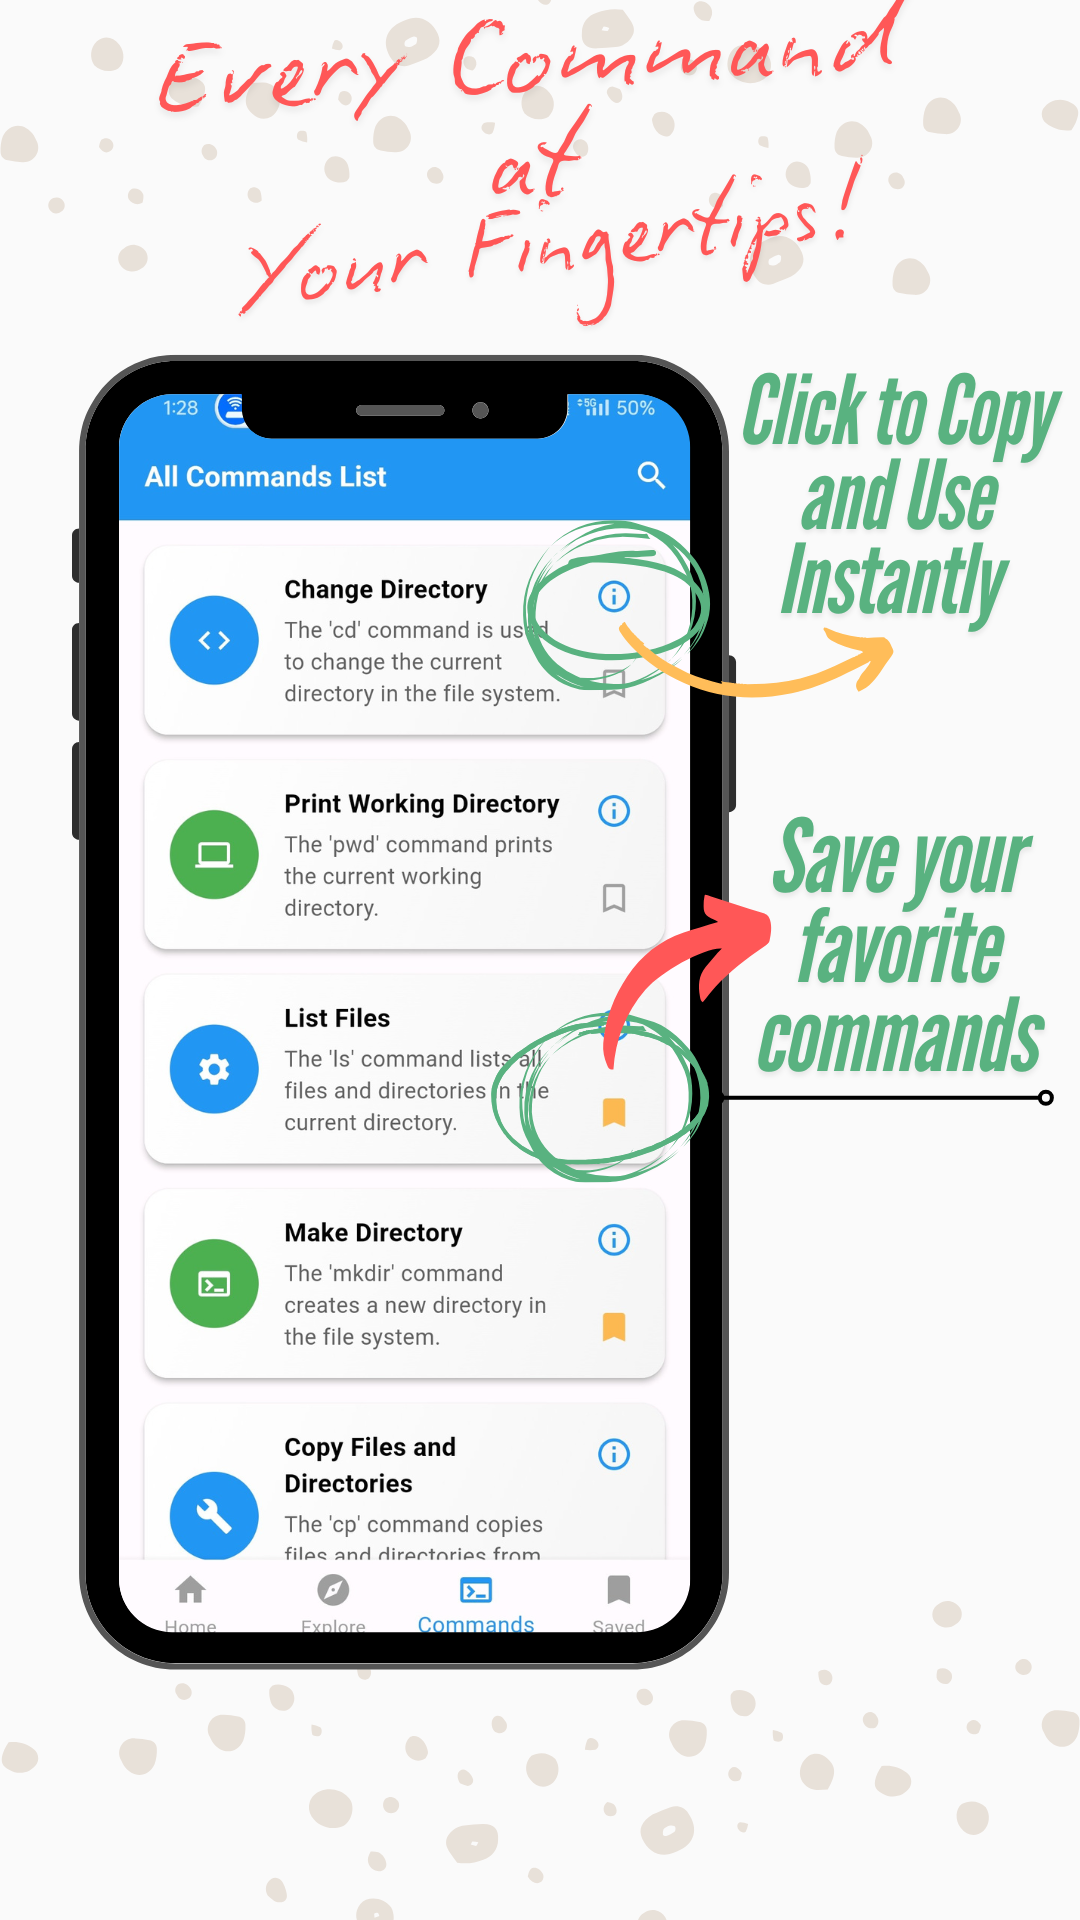 Every Command
at
Your Fingertips!
1:28
5G
50%
All Commands List
Click to Copy
and Use
Instantly
Change Directory
The 'cd' command is used
to change the current
directory in the file system.
Print Working Directory
The 'pwd' command prints
the current working
directory.
Save your
favorite
commands
List Files
The 'ls' command lists all
files and directories in the
current directory.
Make Directory
The 'mkdir' command
creates a new directory in
the file system.
Copy Files and
Directories
The 'cp' command copies
files and directories from
Home
Explore
Commands
Saved